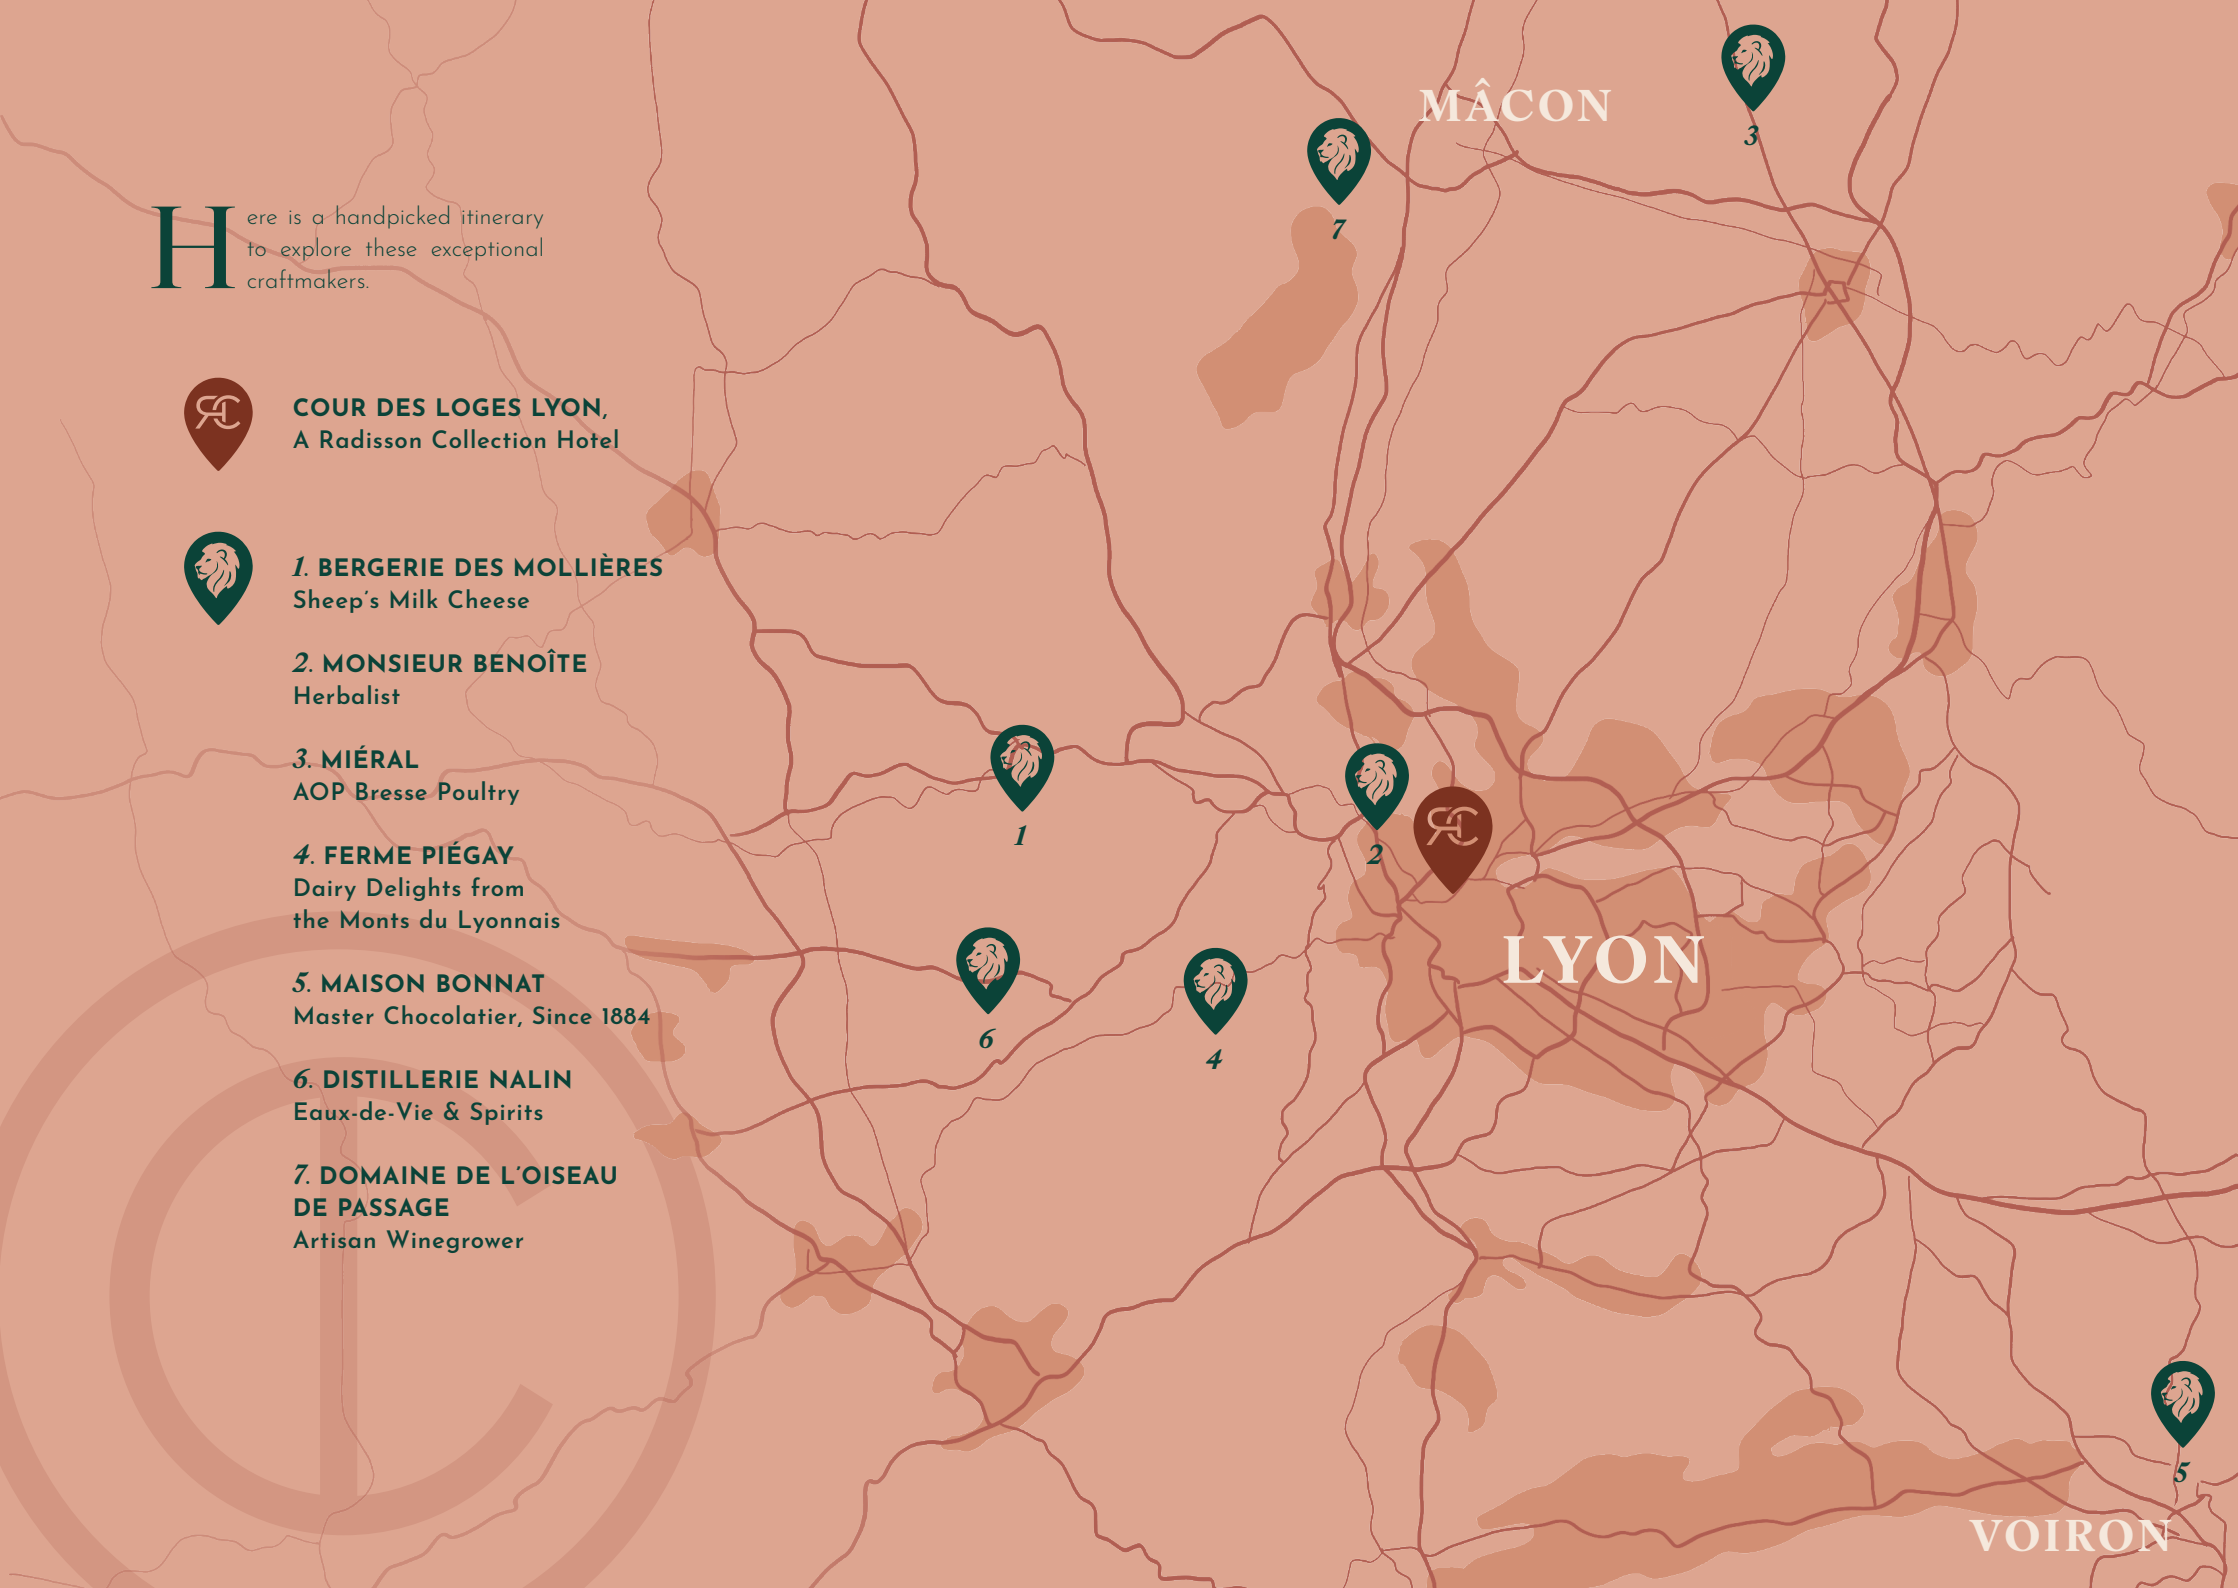 Here is a handpicked itinerary
to explore these exceptional
craftmakers.
RC
COUR DES LOGES LYON,
A Radisson Collection Hotel
1. BERGERIE DES MOLLIÈRES
Sheep's Milk Cheese
2. MONSIEUR BENOÎTE
Herbalist
3. MIÉRAL
AOP Bresse Poultry
4. FERME PIÉGAY
Dairy Delights from
the Monts du Lyonnais
5. MAISON BONNAT
Master Chocolatier, Since 1884
6. DISTILLERIE NALIN
Eaux-de-Vie & Spirits
7. DOMAINE DE L'OISEAU
DE PASSAGE
Artisan Winegrower
MÂCON
3
7
1
2
RC
LYON
6
4
5
VOIRON